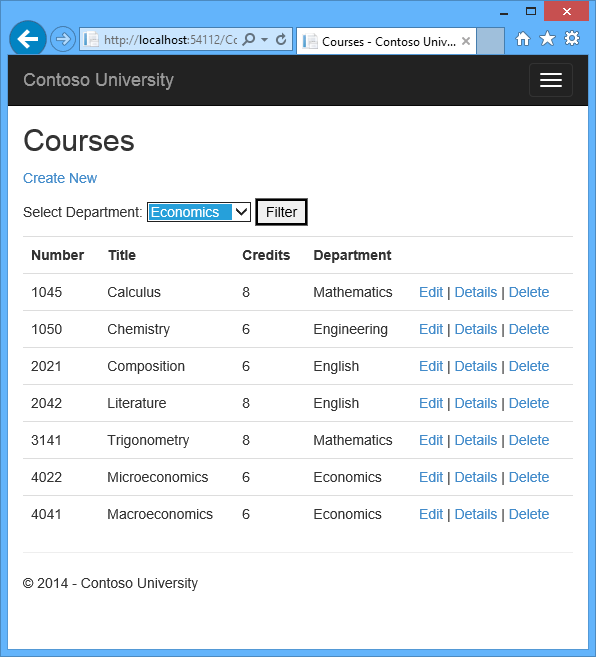 http://localhost:54112/Co
Courses - Contoso Univ...
Contoso University
Courses
Create New
Select Department: Economics Filter
Number Title Credits Department
1045 Calculus 8 Mathematics Edit | Details | Delete
1050 Chemistry 6 Engineering Edit | Details | Delete
2021 Composition 6 English Edit | Details | Delete
2042 Literature 8 English Edit | Details | Delete
3141 Trigonometry 8 Mathematics Edit | Details | Delete
4022 Microeconomics 6 Economics Edit | Details | Delete
4041 Macroeconomics 6 Economics Edit | Details | Delete
© 2014 - Contoso University